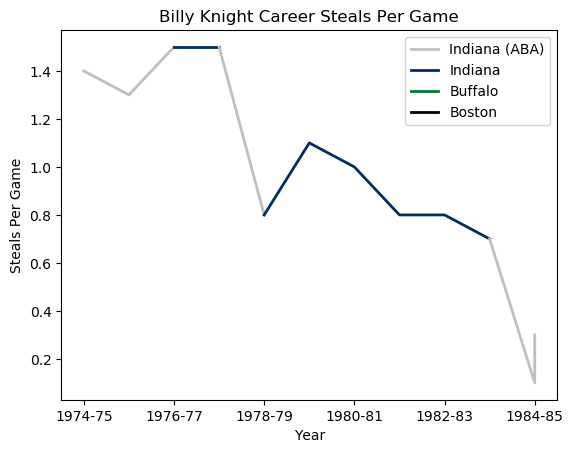 Billy Knight Career Steals Per Game
Indiana (ABA)
Indiana
Buffalo
Boston
Steals Per Game
1.4
1.2
1.0
0.8
0.6
0.4
0.2
1974-75 1976-77 1978-79 1980-81 1982-83 1984-85
Year